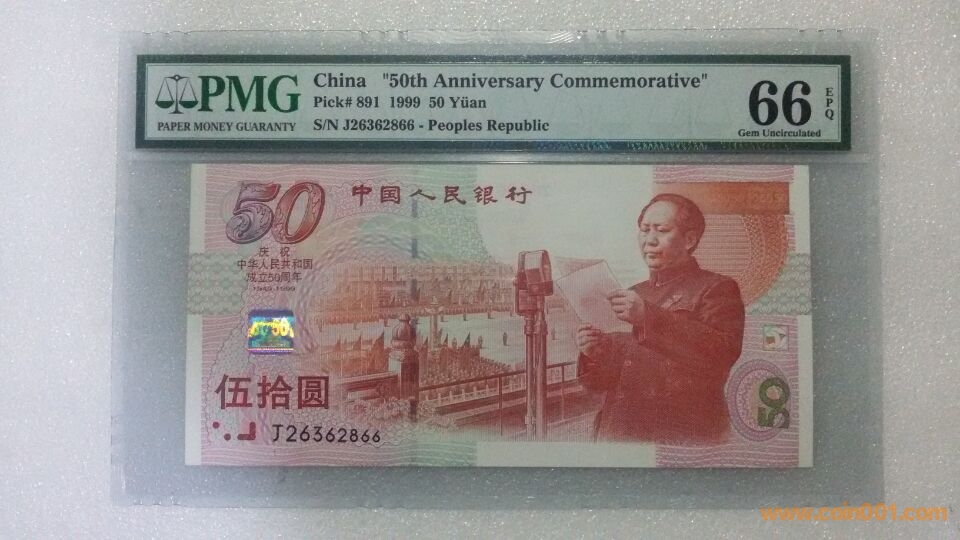 PMG
PAPER MONEY GUARANTY
China "50th Anniversary Commemorative"
Pick# 891 1999 50 Yüan
S/N J26362866 - Peoples Republic
66
EPQ
Gem Uncirculated
50
中国人民银行
庆祝
中华人民共和国
成立50周年
1949-1999
伍拾圆
J26362866
50
www.coin001.com